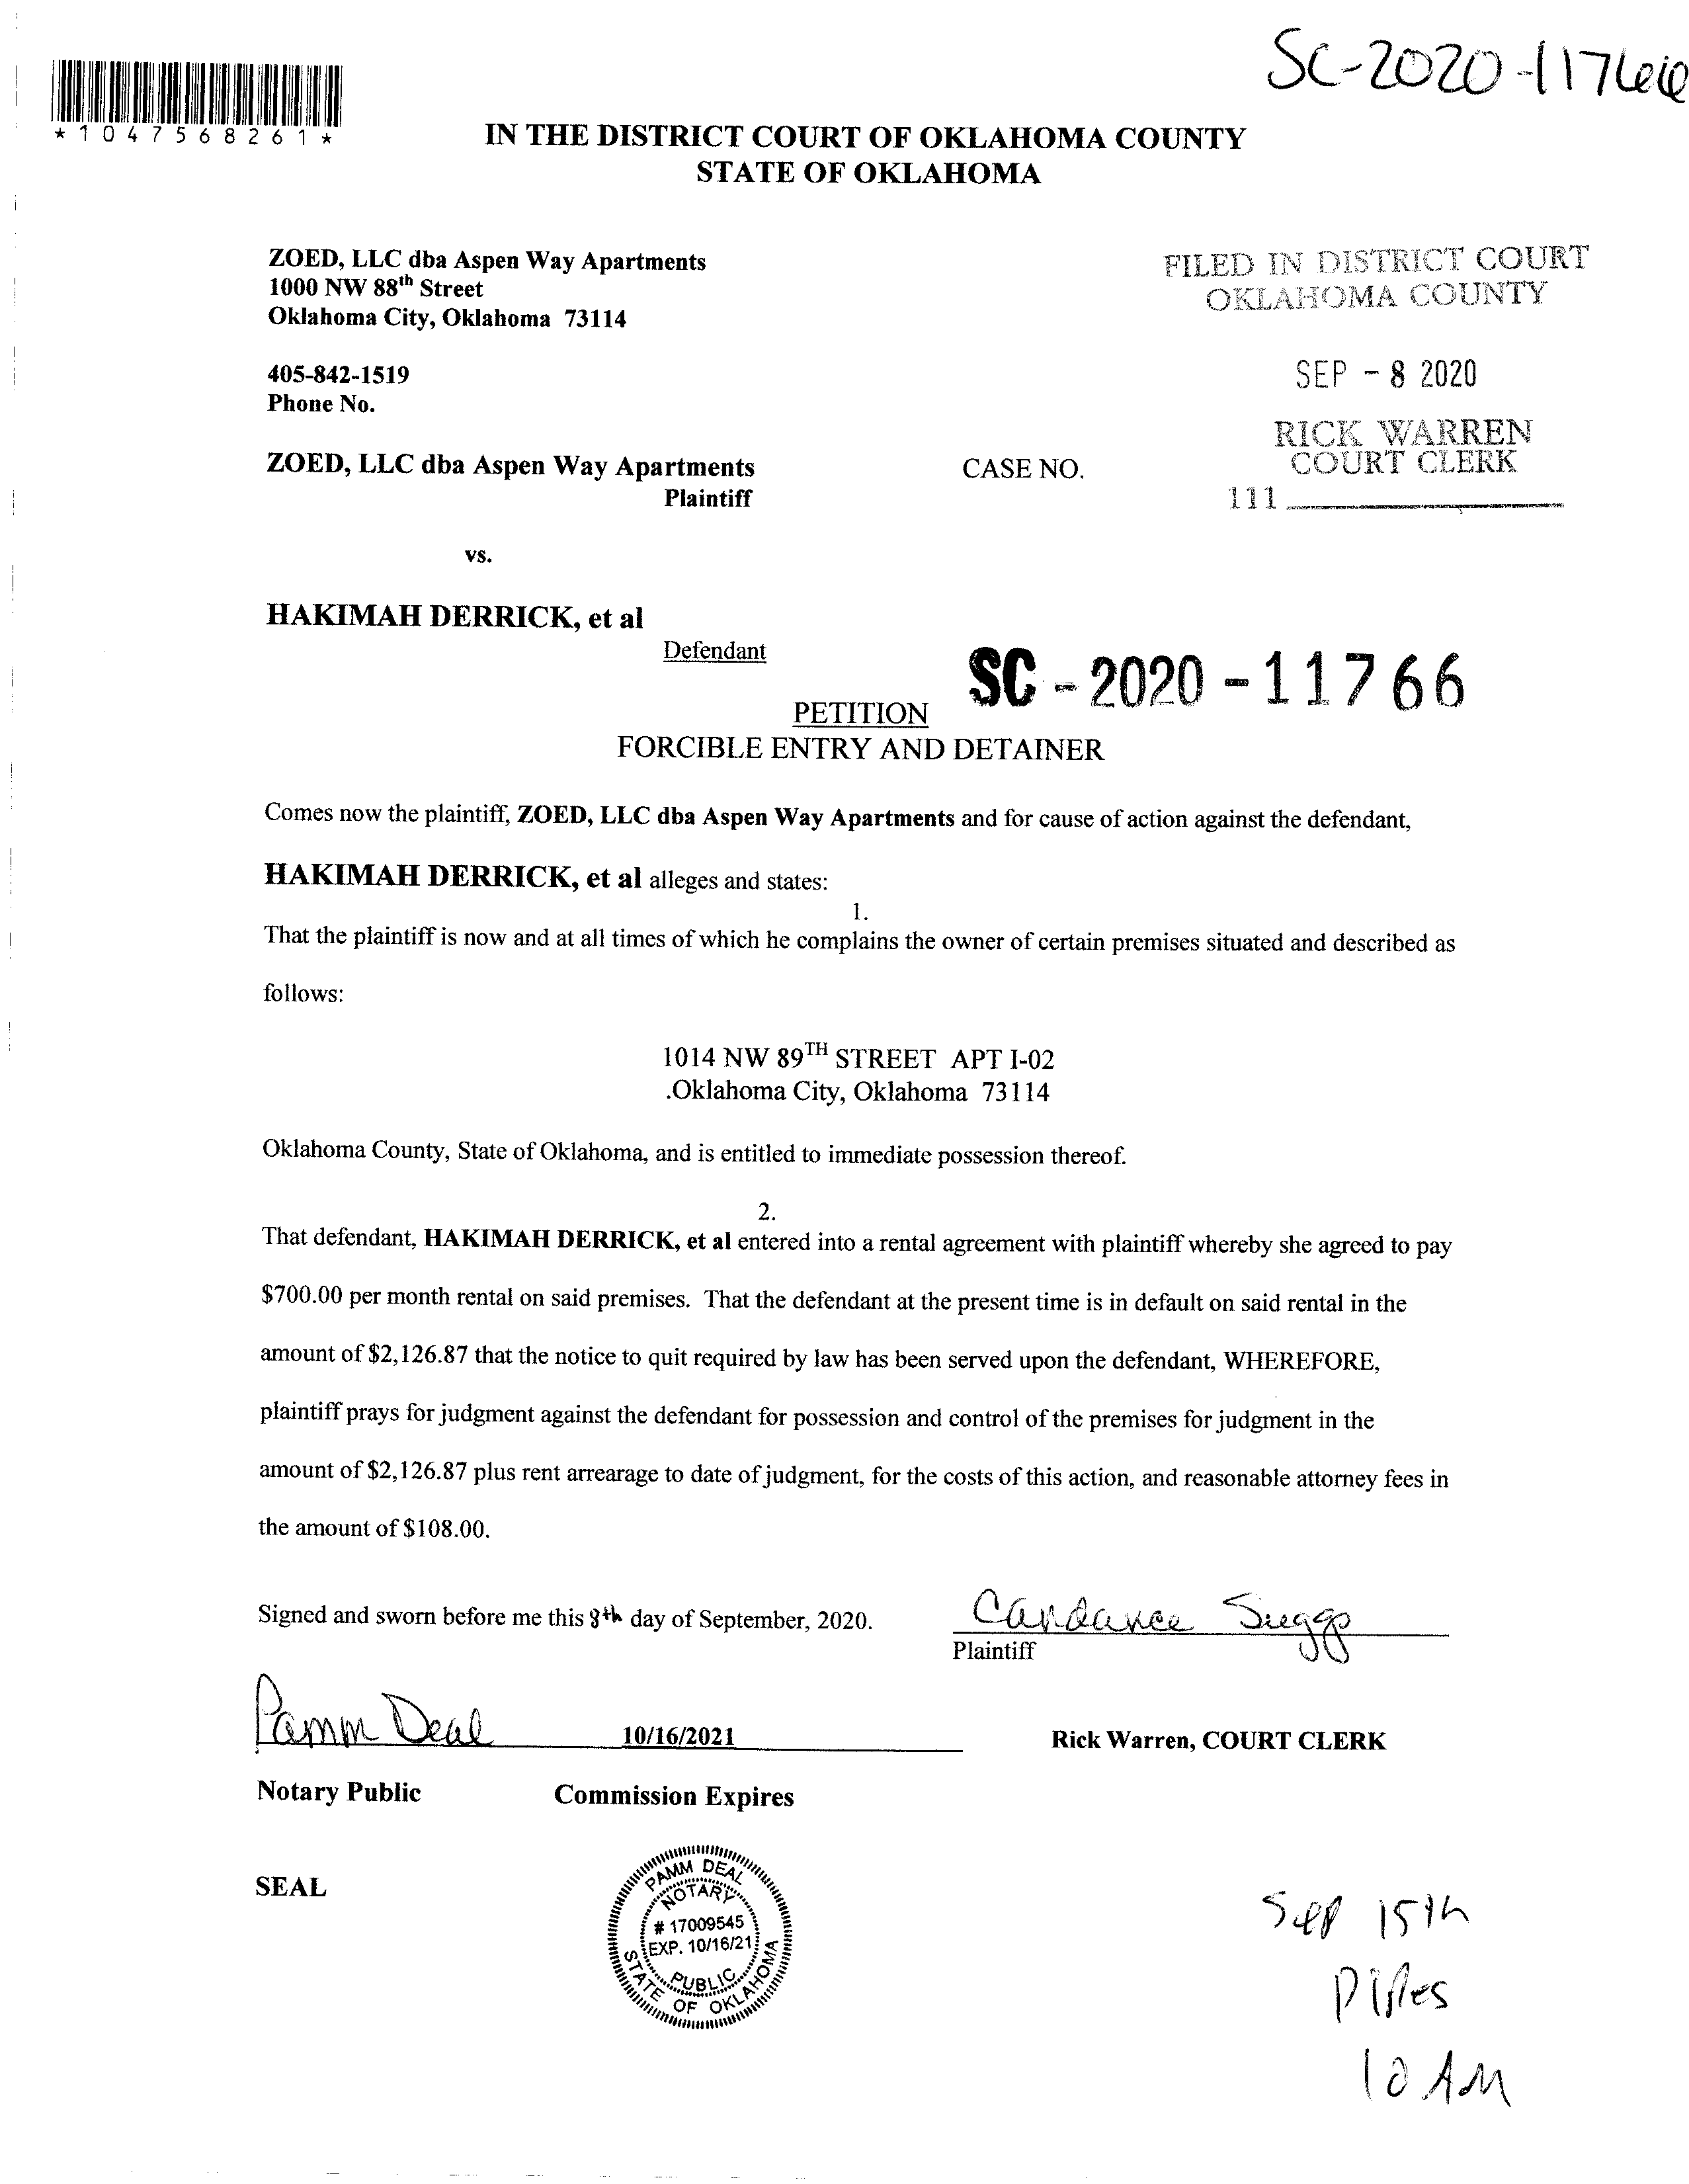 SC-2020-11766
*1047568261*
IN THE DISTRICT COURT OF OKLAHOMA COUNTY
STATE OF OKLAHOMA
ZOED, LLC dba Aspen Way Apartments
1000 NW 88th Street
Oklahoma City, Oklahoma 73114
FILED IN DISTRICT COURT
OKLAHOMA COUNTY
405-842-1519
Phone No.
SEP - 8 2020
RICK WARREN
COURT CLERK
111
ZOED, LLC dba Aspen Way Apartments
Plaintiff
CASE NO.
vs.
HAKIMAH DERRICK, et al
Defendant
SC - 2020 - 11766
PETITION
FORCIBLE ENTRY AND DETAINER
Comes now the plaintiff, ZOED, LLC dba Aspen Way Apartments and for cause of action against the defendant,
HAKIMAH DERRICK, et al alleges and states:
1.
That the plaintiff is now and at all times of which he complains the owner of certain premises situated and described as
follows:
1014 NW 89TH STREET APT I-02
.Oklahoma City, Oklahoma 73114
Oklahoma County, State of Oklahoma, and is entitled to immediate possession thereof.
2.
That defendant, HAKIMAH DERRICK, et al entered into a rental agreement with plaintiff whereby she agreed to pay
$700.00 per month rental on said premises. That the defendant at the present time is in default on said rental in the
amount of $2,126.87 that the notice to quit required by law has been served upon the defendant, WHEREFORE,
plaintiff prays for judgment against the defendant for possession and control of the premises for judgment in the
amount of $2,126.87 plus rent arrearage to date of judgment, for the costs of this action, and reasonable attorney fees in
the amount of $108.00.
Signed and sworn before me this 8th day of September, 2020.
Candance Suggs
Plaintiff
Pamm Deal 10/16/2021
Rick Warren, COURT CLERK
Notary Public Commission Expires
SEAL
PAMM DEAL
NOTARY
# 17009545
EXP. 10/16/21
PUBLIC
STATE OF OKLAHOMA
Sep 15th
Pipes
10 AM